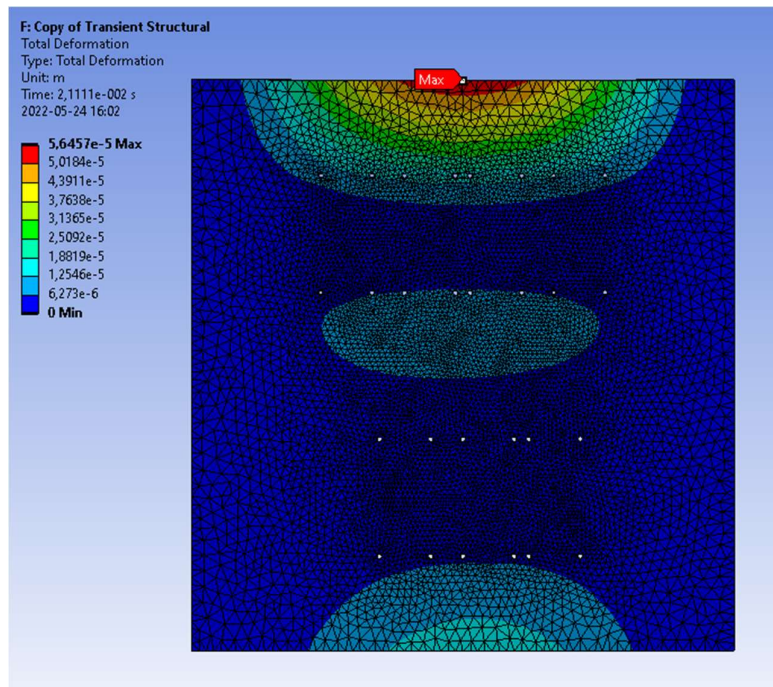 F: Copy of Transient Structural
Total Deformation
Type: Total Deformation
Unit: m
Time: 2,1111e-002 s
2022-05-24 16:02
5,6457e-5 Max
5,0184e-5
4,3911e-5
3,7638e-5
3,1365e-5
2,5092e-5
1,8819e-5
1,2546e-5
6,273e-6
0 Min
Max